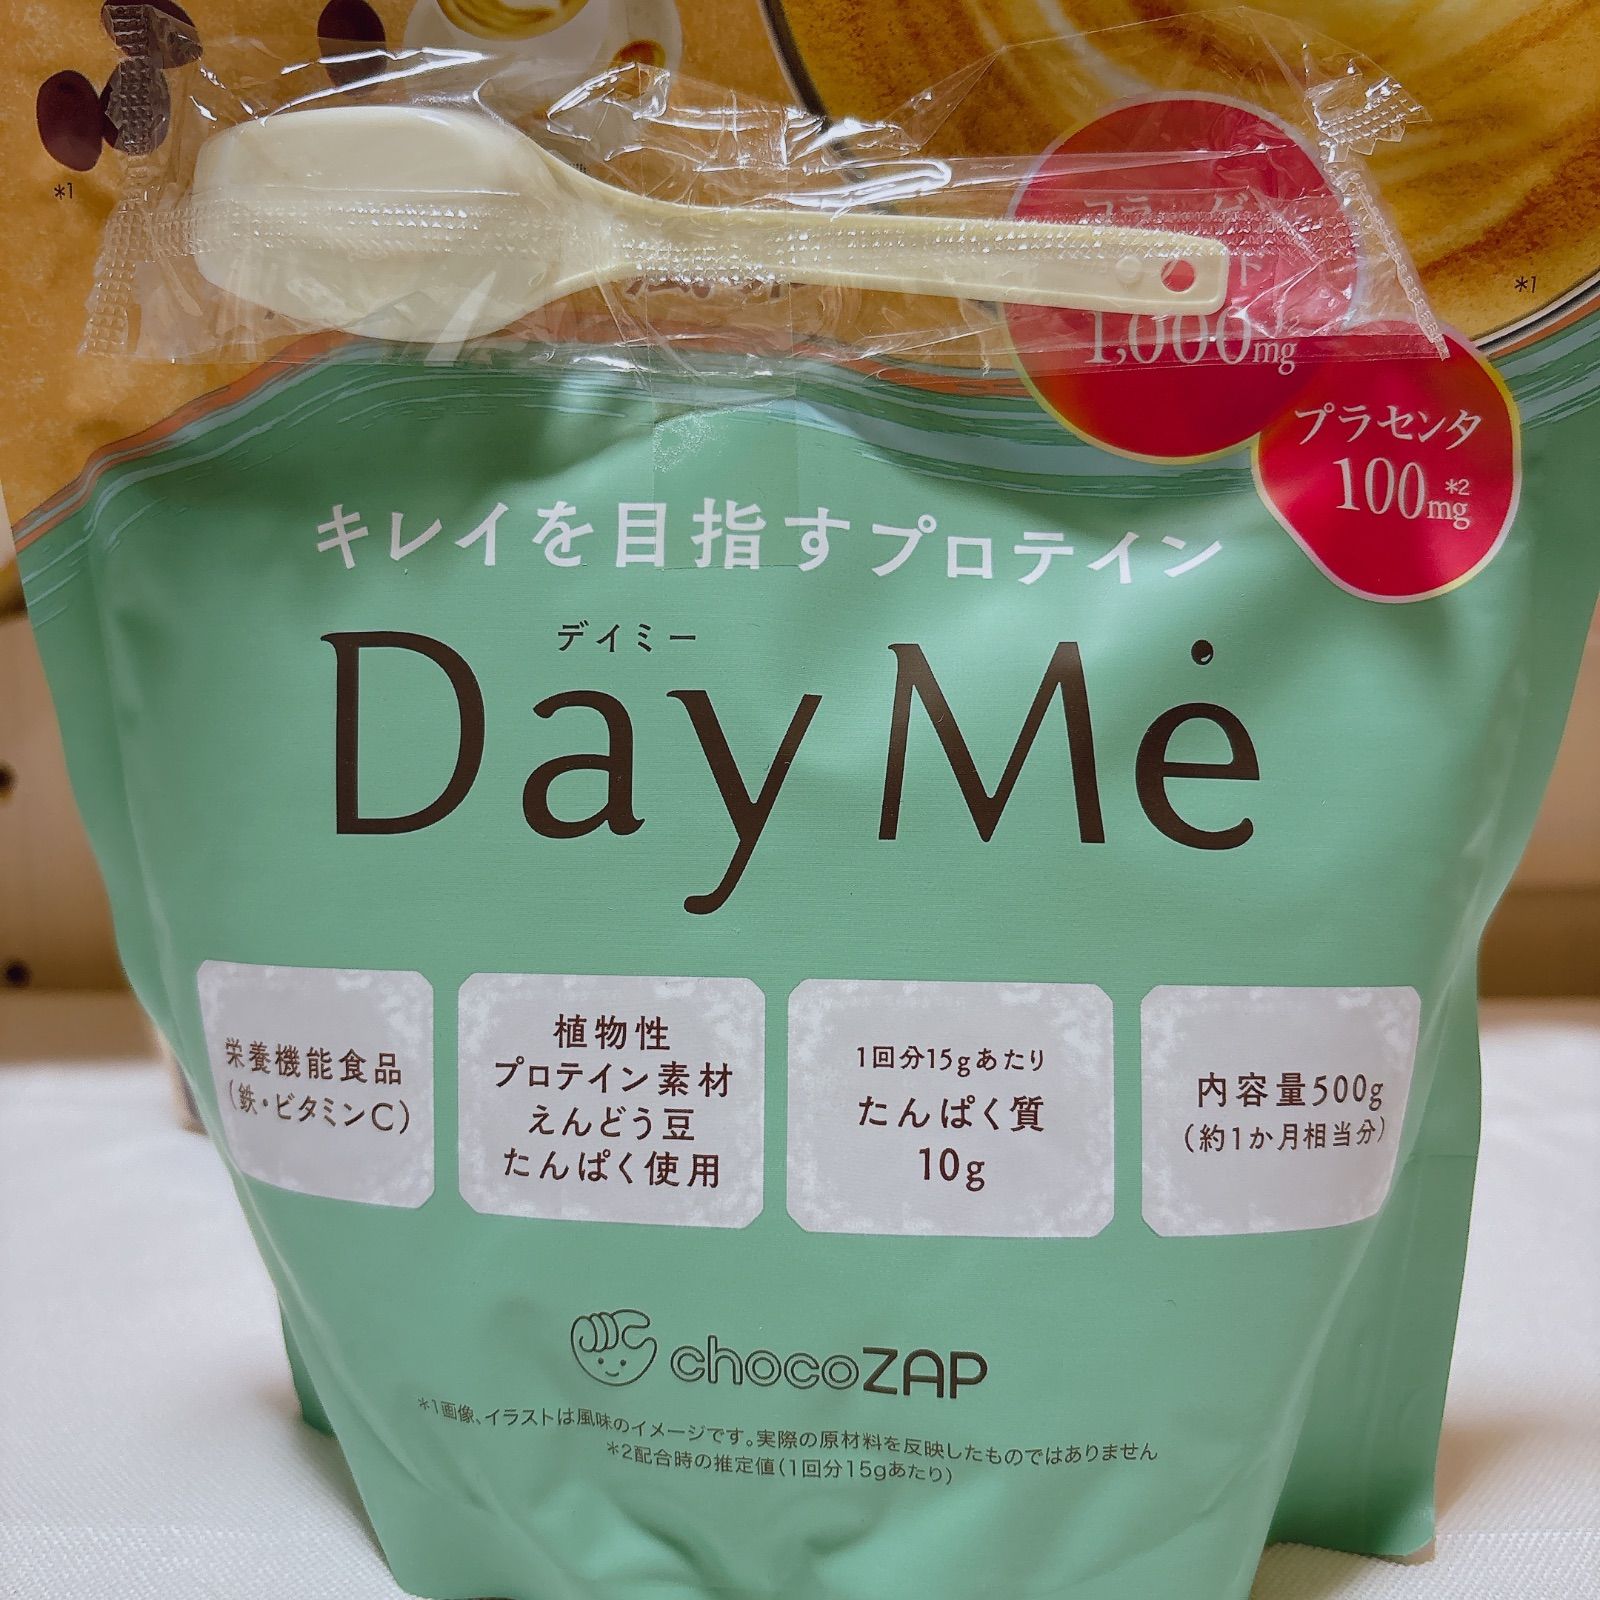 *1
*1
1,000mg
プラセンタ
100mg *2
キレイを目指すプロテイン
デイミー
Day Mė
栄養機能食品
(鉄・ビタミンC)
植物性
プロテイン素材
えんどう豆
たんぱく使用
1回分15gあたり
たんぱく質
10g
内容量500g
(約1か月相当分)
chocoZAP
*1画像、イラストは風味のイメージです。実際の原材料を反映したものではありません
*2配合時の推定値(1回分15gあたり)